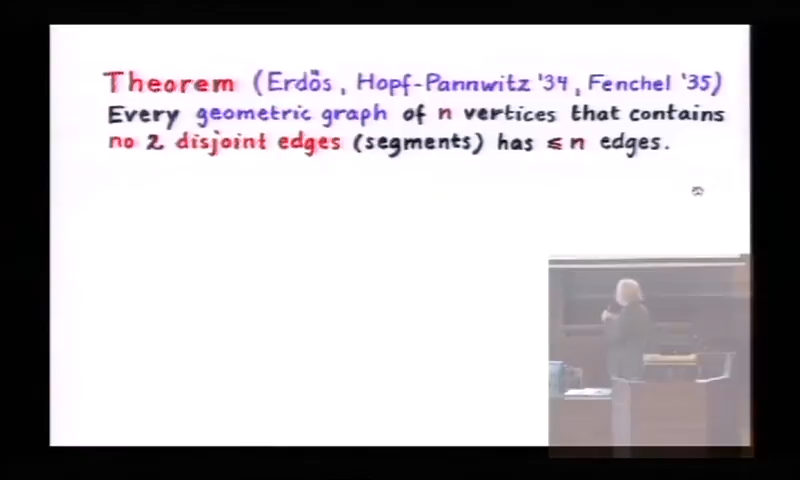 Theorem (Erdős, Hopf-Pannwitz '34, Fenchel '35)
Every geometric graph of n vertices that contains
no 2 disjoint edges (segments) has ≤ n edges.